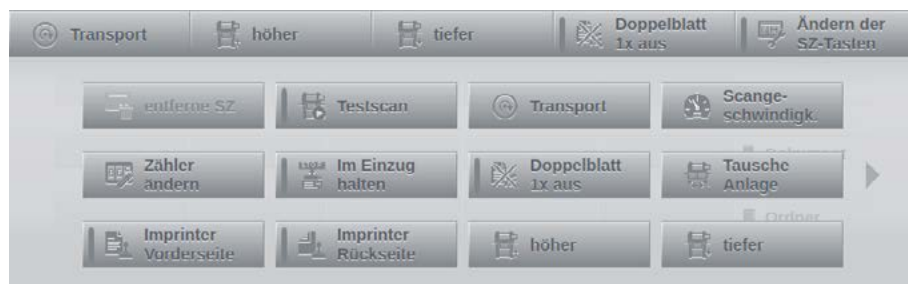 Transport
höher
tiefer
Doppelblatt
1x aus
Ändern der
SZ-Tasten
entferne SZ
Testscan
Transport
Scange-
schwindigk.
Zähler
ändern
Im Einzug
halten
Doppelblatt
1x aus
Dokument
Tausche
Anlage
Ordner
Imprinter
Vorderseite
Imprinter
Rückseite
höher
tiefer